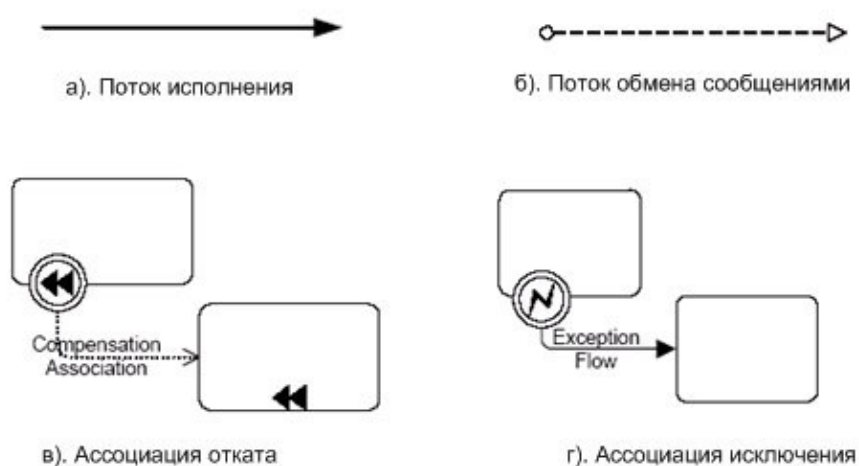 а). Поток исполнения
б). Поток обмена сообщениями
Compensation
Association
Exception
Flow
в). Ассоциация отката
г). Ассоциация исключения